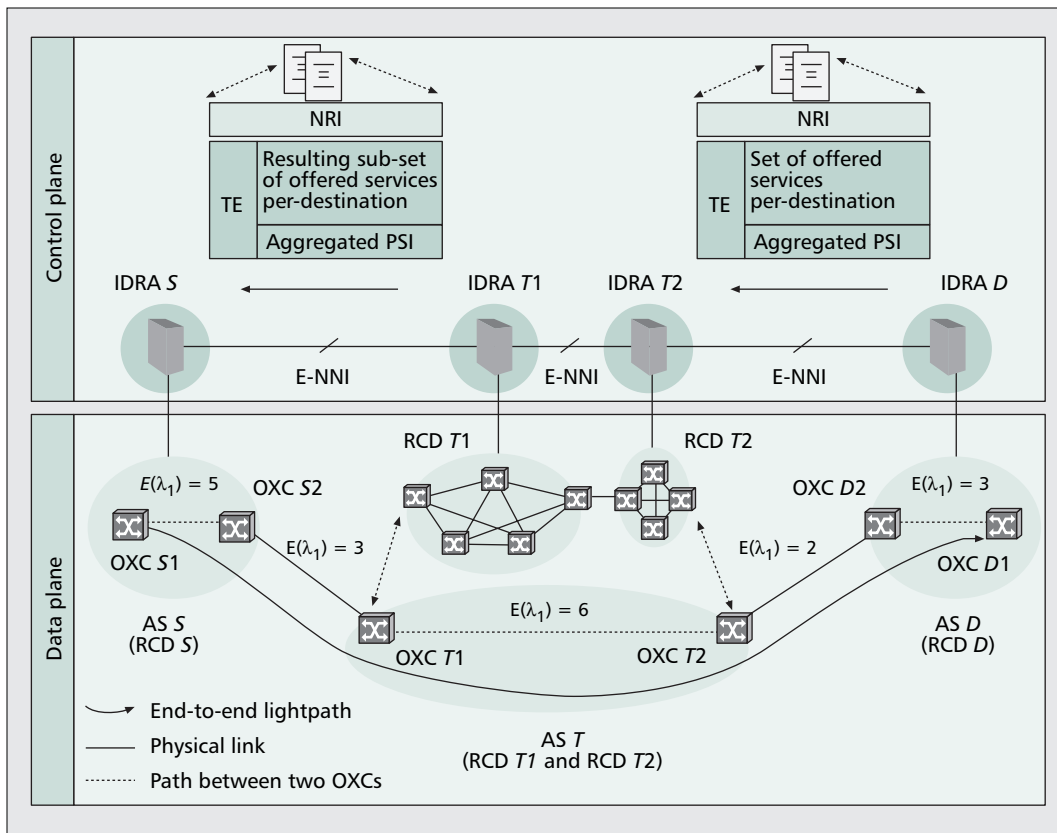 Control plane
NRI
TE
Resulting sub-set
of offered services
per-destination
Aggregated PSI
NRI
TE
Set of offered
services
per-destination
Aggregated PSI
IDRA S
IDRA T1
IDRA T2
IDRA D
E-NNI
E-NNI
E-NNI
Data plane
RCD T1
RCD T2
E(λ1) = 5
OXC S2
OXC D2
E(λ1) = 3
OXC S1
E(λ1) = 3
E(λ1) = 2
OXC D1
AS S
(RCD S)
E(λ1) = 6
AS D
(RCD D)
OXC T1
OXC T2
End-to-end lightpath
Physical link
Path between two OXCs
AS T
(RCD T1 and RCD T2)